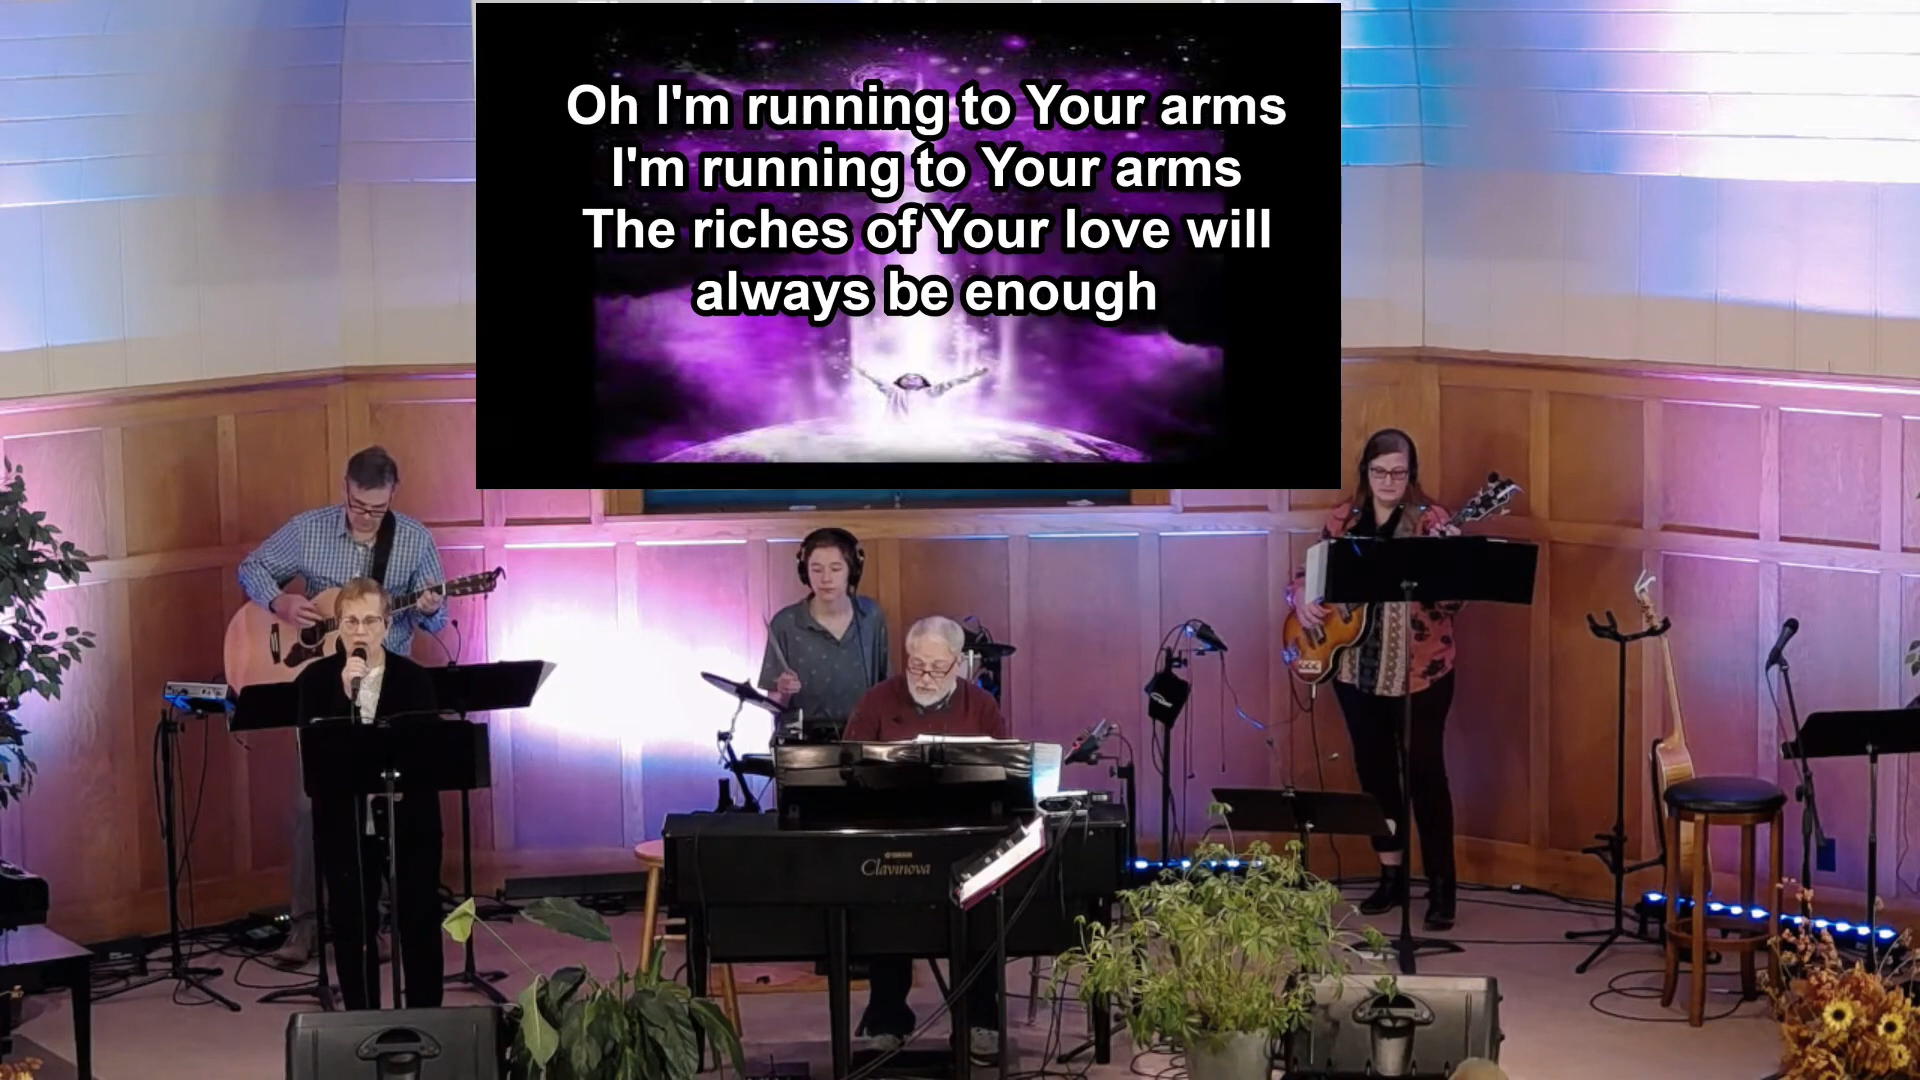 Oh I'm running to Your arms
I'm running to Your arms
The riches of Your love will
always be enough
YAMAHA
Clavinova